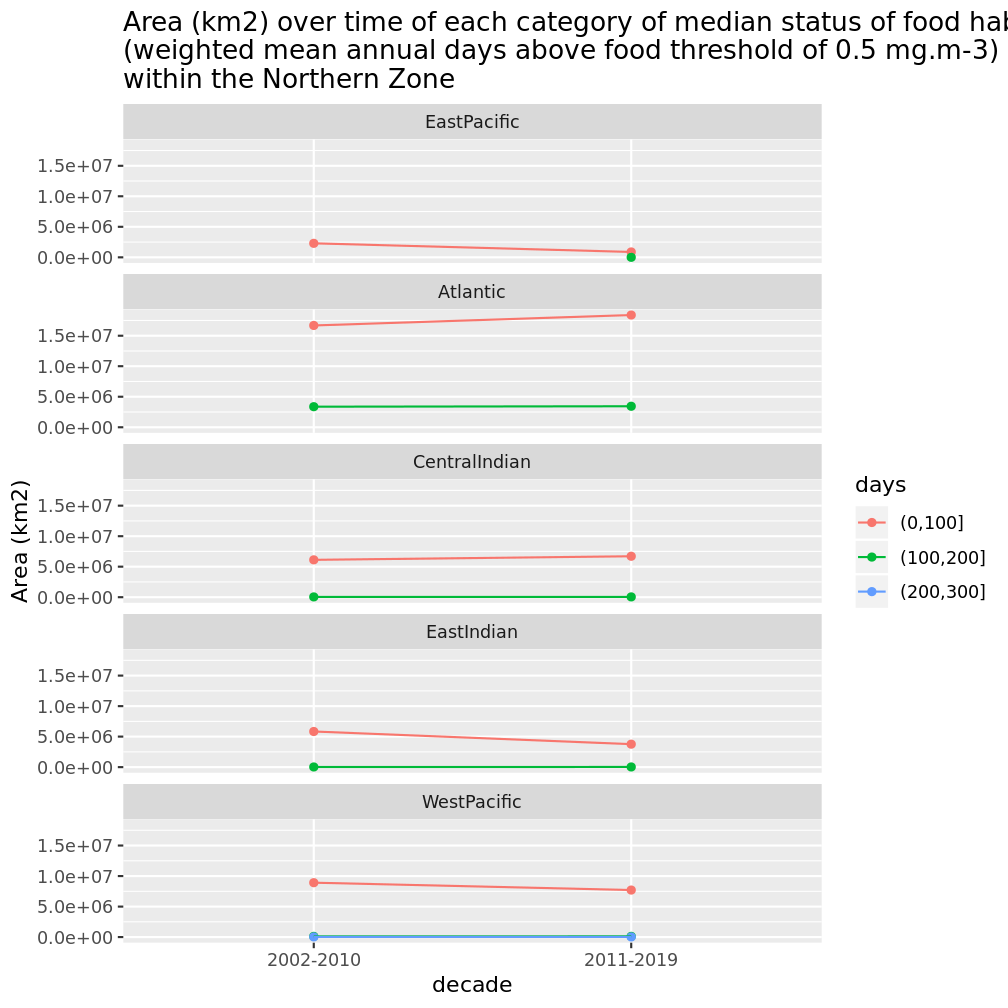 Area (km2) over time of each category of median status of food hab
(weighted mean annual days above food threshold of 0.5 mg.m-3)
within the Northern Zone
EastPacific
1.5e+07
1.0e+07
5.0e+06
0.0e+00
Atlantic
1.5e+07
1.0e+07
5.0e+06
0.0e+00
CentralIndian
1.5e+07
1.0e+07
5.0e+06
0.0e+00
EastIndian
1.5e+07
1.0e+07
5.0e+06
0.0e+00
WestPacific
1.5e+07
1.0e+07
5.0e+06
0.0e+00
2002-2010
2011-2019
decade
Area (km2)
days
(0,100]
(100,200]
(200,300]